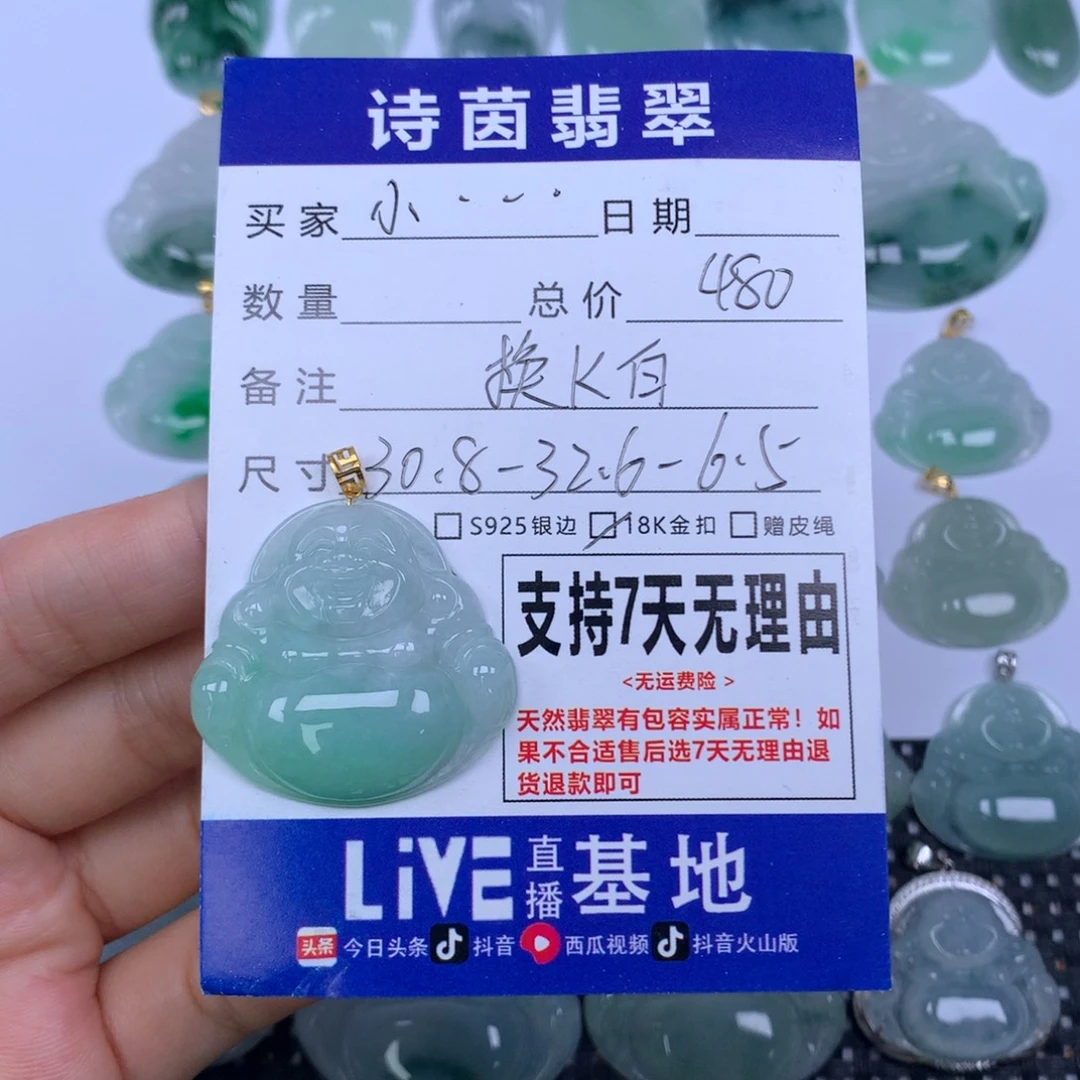 诗茵翡翠
买家 小… 日期
数量 总价 480
备注 换K白
尺寸 30.8-32.6-6.5
S925银边 18K金扣 赠皮绳
支持7天无理由
<无运费险 >
天然翡翠有包容实属正常！如
果不合适售后选7天无理由退
货退款即可
LiVE 直播 基地
头条 今日头条 抖音 西瓜视频 抖音火山版